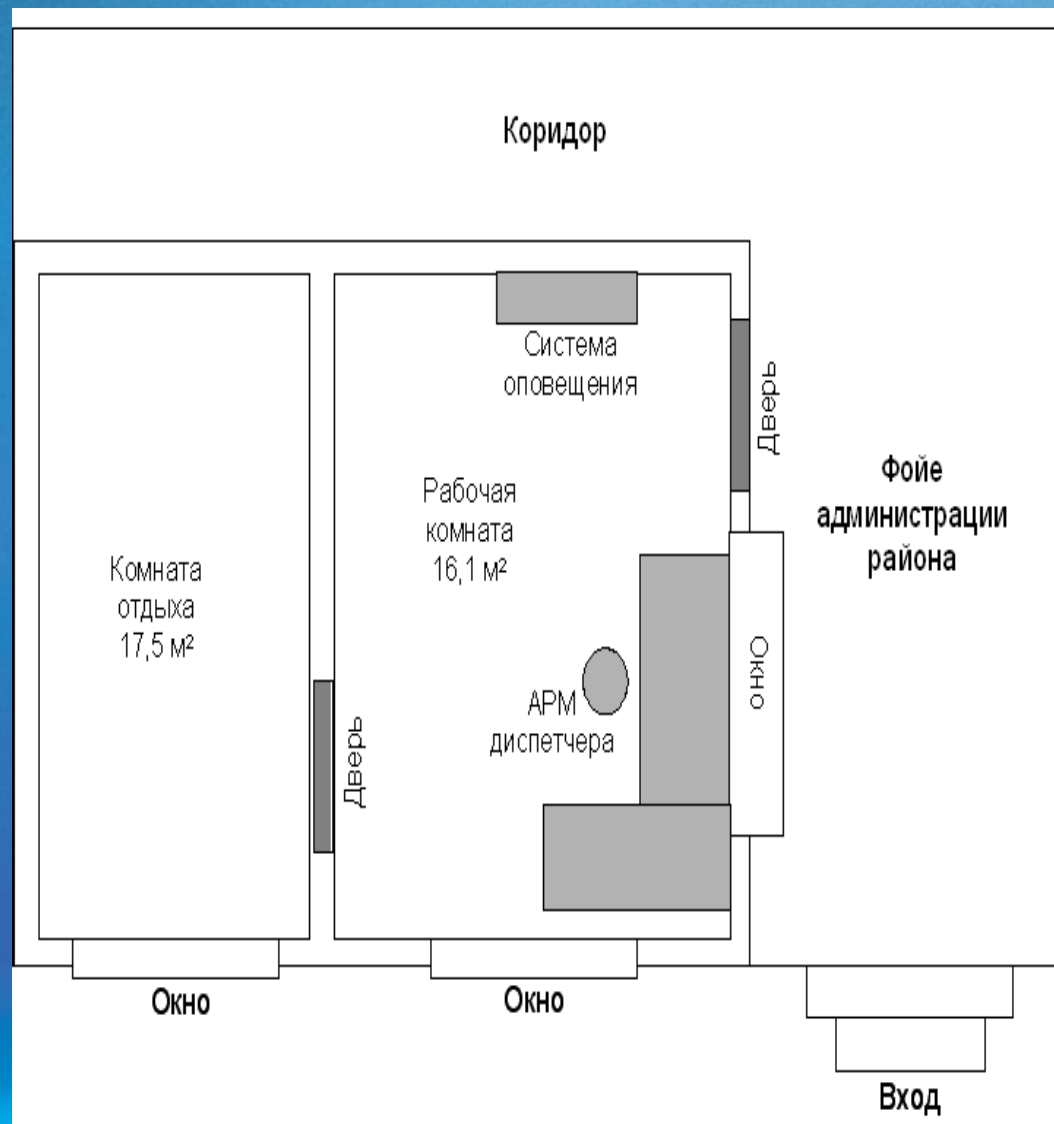 Коридор
Система
оповещения
Дверь
Рабочая
комната
16,1 м²
Фойе
администрации
района
Комната
отдыха
17,5 м²
Окно
АРМ
диспетчера
Дверь
Окно
Окно
Вход